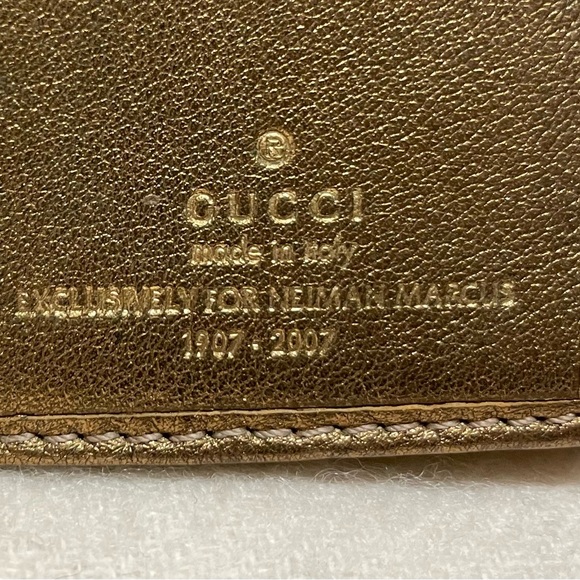 ®
GUCCI
made in italy
EXCLUSIVELY FOR NEIMAN MARCUS
1907 - 2007